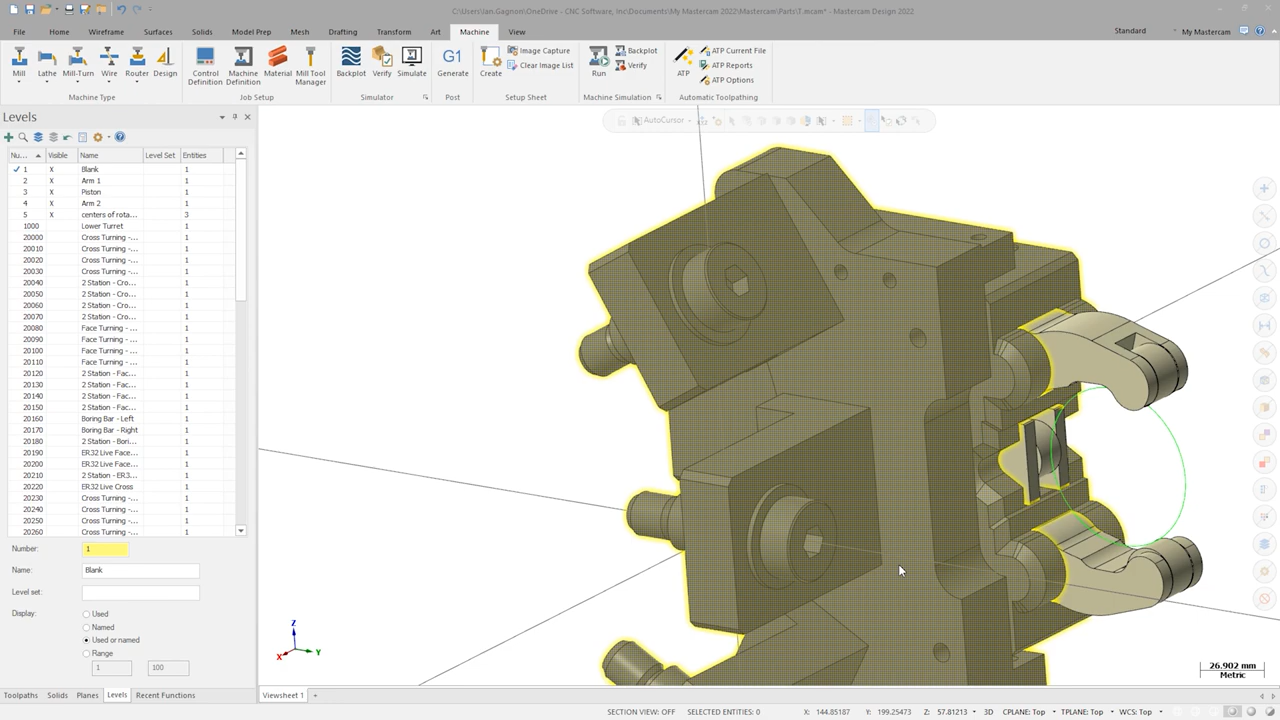 C:\Users\Jan.Gagnon\OneDrive - CNC Software, Inc\Documents\My Mastercam 2022\Mastercam\Parts\T.mcam* - Mastercam Design 2022
File Home Wireframe Surfaces Solids Model Prep Mesh Drafting Transform Art Machine View Standard My Mastercam
Mill Lathe Mill-Turn Wire Router Design
Machine Type
Control Definition Machine Definition Material Mill Tool Manager
Job Setup
Backplot Verify Simulate
Simulator
G1
Generate
Post
Create Image Capture
Clear Image List
Setup Sheet
Run Backplot
Verify
Machine Simulation
ATP ATP Current File
ATP Reports
ATP Options
Automatic Toolpathing
Levels
AutoCursor
Nu... Visible Name Level Set Entities
1 X Blank 1
2 X Arm 1 1
3 X Piston 1
4 X Arm 2 1
5 X centers of rota... 3
1000 Lower Turret 1
20000 Cross Turning -... 1
20010 Cross Turning -... 1
20020 Cross Turning -... 1
20030 Cross Turning -... 1
20040 2 Station - Cro... 1
20050 2 Station - Cro... 1
20060 2 Station - Cro... 1
20070 2 Station - Cro... 1
20080 Face Turning -... 1
20090 Face Turning -... 1
20100 Face Turning -... 1
20110 Face Turning -... 1
20120 2 Station - Fac... 1
20130 2 Station - Fac... 1
20140 2 Station - Fac... 1
20150 2 Station - Fac... 1
20160 Boring Bar - Left 1
20170 Boring Bar - Right 1
20180 2 Station - Bori... 1
20190 ER32 Live Face... 1
20200 ER32 Live Face... 1
20210 2 Station - ER3... 1
20220 ER32 Live Cross 1
20230 Cross Turning -... 1
20240 Cross Turning -... 1
20250 Cross Turning -... 1
20260 Cross Turning -... 1
Number: 1
Name: Blank
Level set:
Display: Used
Named
Used or named
Range
1 100
Z
X Y
26.902 mm
Metric
Toolpaths Solids Planes Levels Recent Functions Viewsheet 1 +
SECTION VIEW: OFF SELECTED ENTITIES: 0 X: 144.85187 Y: 199.25473 Z: 57.81213 3D CPLANE: Top TPLANE: Top WCS: Top